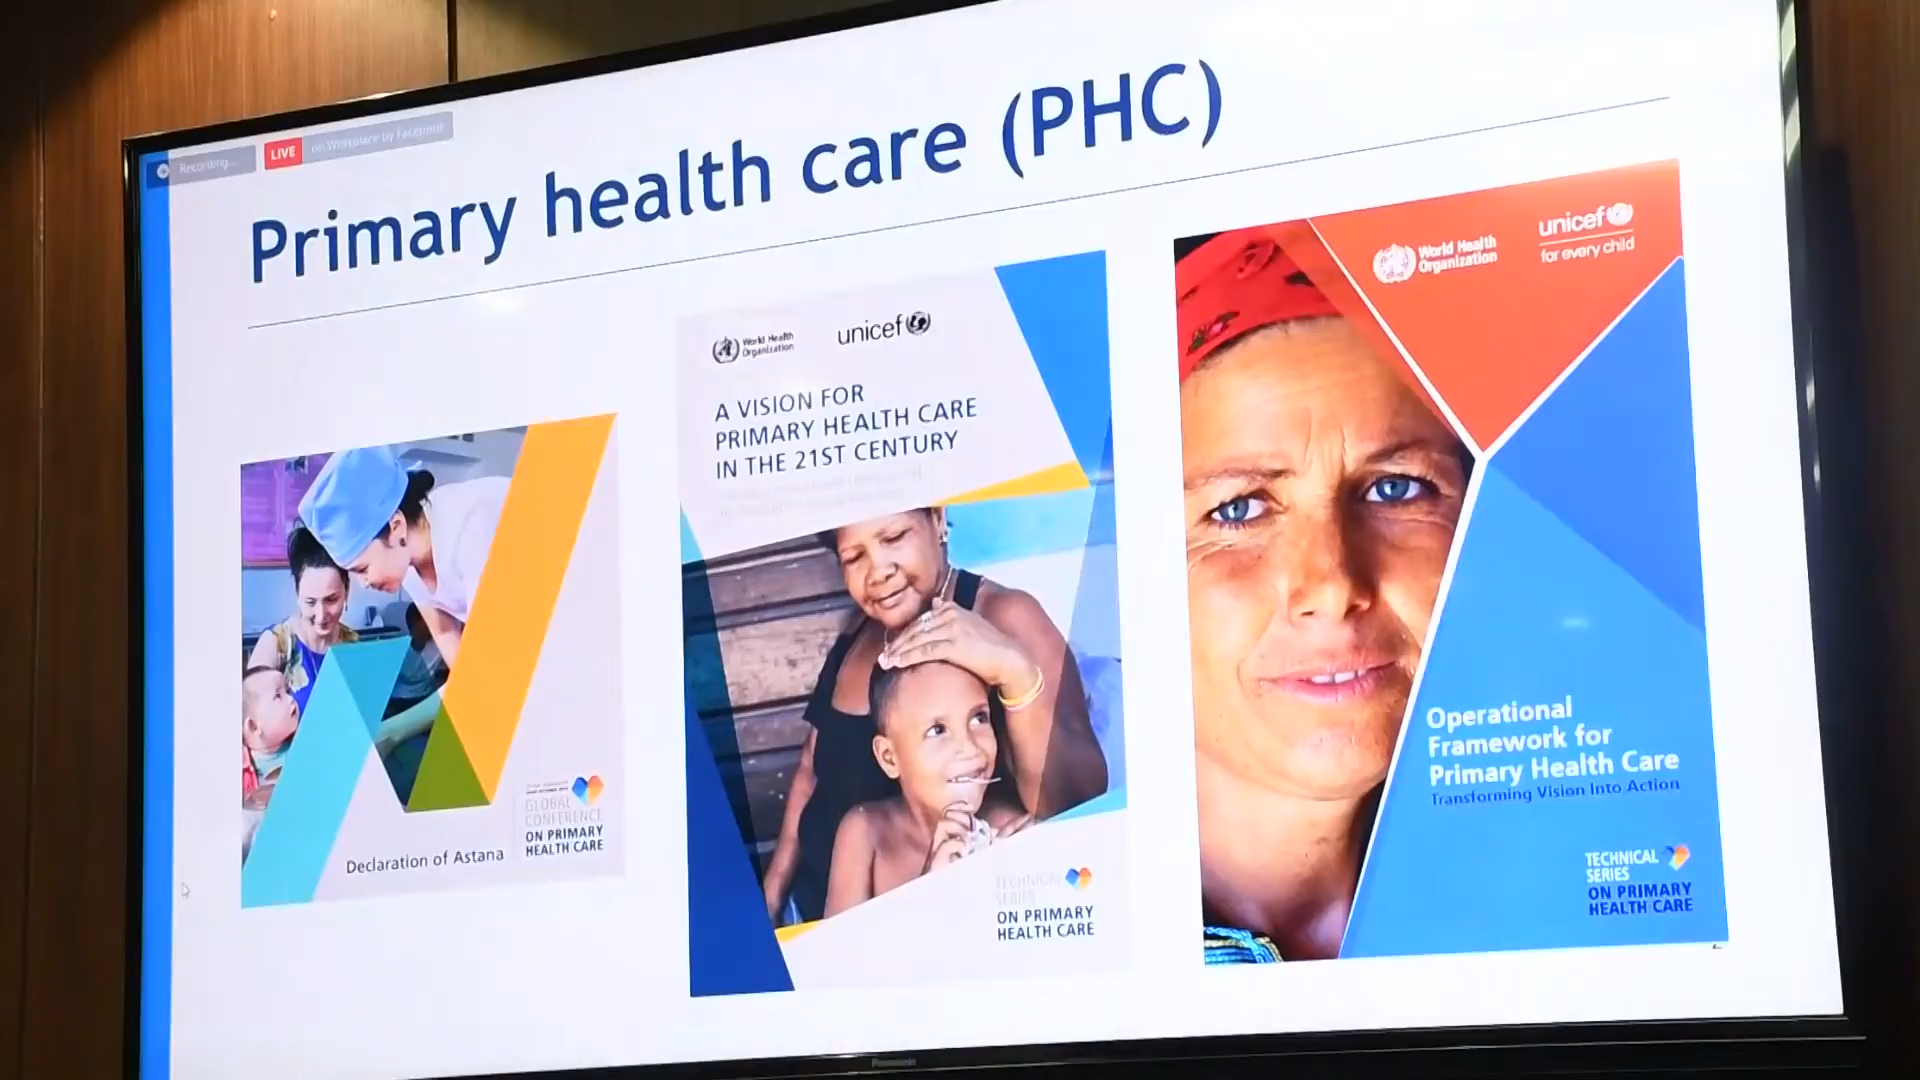 Recording...
LIVE
on Workplace by Facebook
Primary health care (PHC)
GLOBAL
CONFERENCE
ON PRIMARY
HEALTH CARE
Declaration of Astana
World Health
Organization
unicef
A VISION FOR
PRIMARY HEALTH CARE
IN THE 21ST CENTURY
TECHNICAL
SERIES
ON PRIMARY
HEALTH CARE
World Health
Organization
unicef
for every child
Operational
Framework for
Primary Health Care
Transforming Vision Into Action
TECHNICAL
SERIES
ON PRIMARY
HEALTH CARE
2
Panasonic